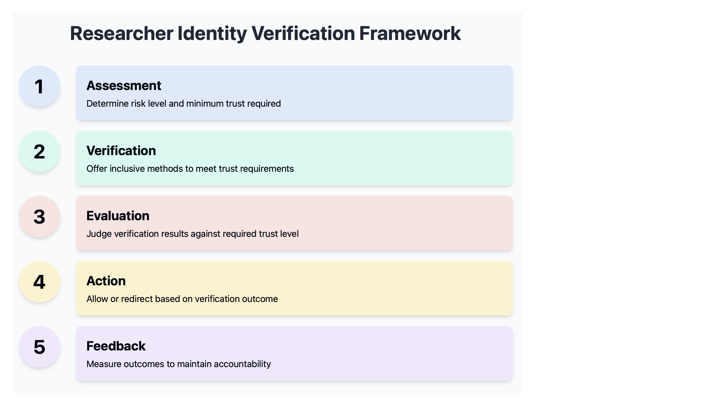 Researcher Identity Verification Framework
1
Assessment
Determine risk level and minimum trust required
2
Verification
Offer inclusive methods to meet trust requirements
3
Evaluation
Judge verification results against required trust level
4
Action
Allow or redirect based on verification outcome
5
Feedback
Measure outcomes to maintain accountability